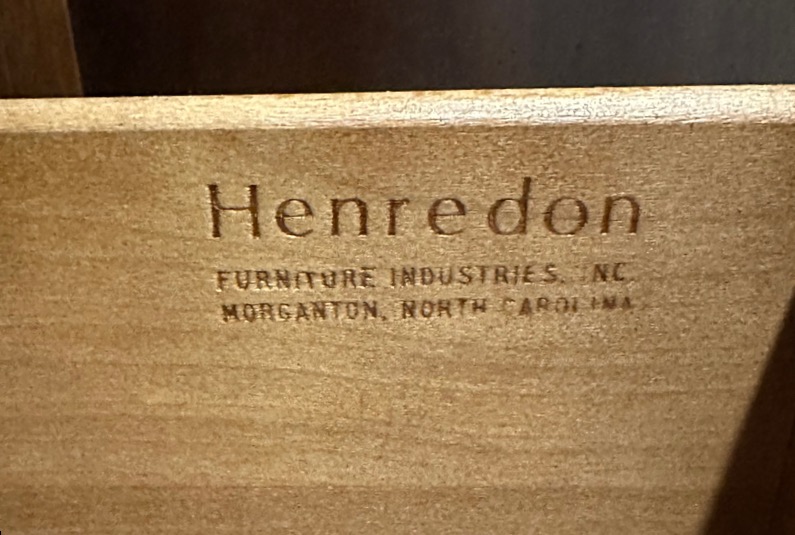 Henredon
FURNITURE INDUSTRIES, INC.
MORGANTON, NORTH CAROLINA